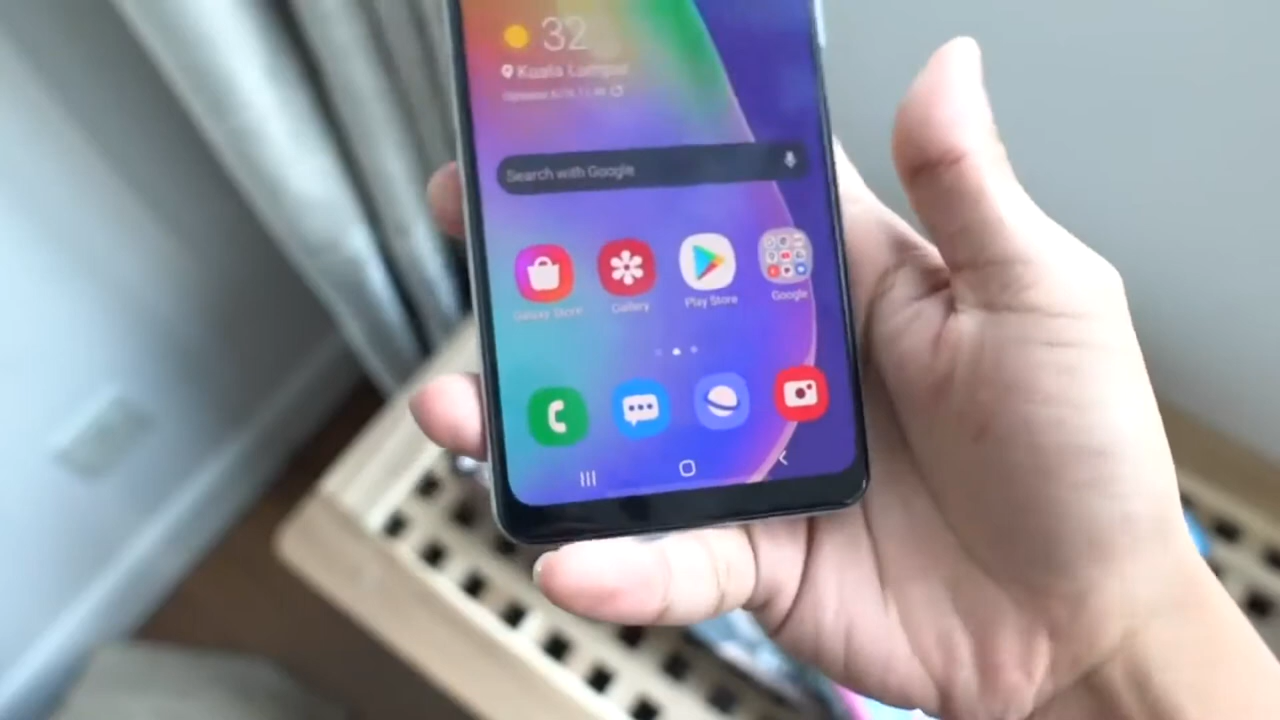 32
Kuala Lumpur
Search with Google
Galaxy Store
Gallery
Play Store
Google